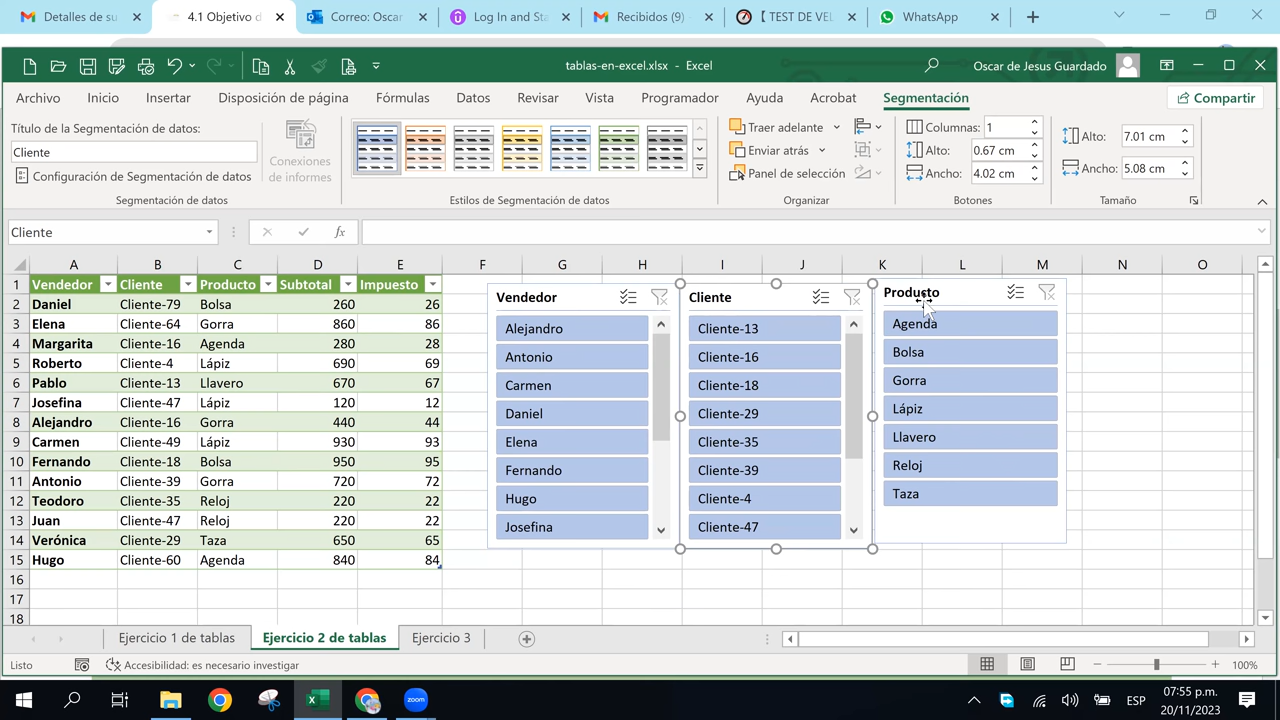 Detalles de su
4.1 Objetivo d
Correo: Oscar
Log In and Sta
Recibidos (9)
【 TEST DE VEL
WhatsApp
tablas-en-excel.xlsx - Excel
Oscar de Jesus Guardado
Archivo Inicio Insertar Disposición de página Fórmulas Datos Revisar Vista Programador Ayuda Acrobat Segmentación
Compartir
Título de la Segmentación de datos:
Cliente
Configuración de Segmentación de datos
Segmentación de datos
Conexiones
de informes
Estilos de Segmentación de datos
Traer adelante
Enviar atrás
Panel de selección
Organizar
Columnas: 1
Alto: 0.67 cm
Ancho: 4.02 cm
Botones
Alto: 7.01 cm
Ancho: 5.08 cm
Tamaño
Cliente
fx
A B C D E F G H I J K L M N O
1 Vendedor Cliente Producto Subtotal Impuesto
2 Daniel Cliente-79 Bolsa 260 26
3 Elena Cliente-64 Gorra 860 86
4 Margarita Cliente-16 Agenda 280 28
5 Roberto Cliente-4 Lápiz 690 69
6 Pablo Cliente-13 Llavero 670 67
7 Josefina Cliente-47 Lápiz 120 12
8 Alejandro Cliente-16 Gorra 440 44
9 Carmen Cliente-49 Lápiz 930 93
10 Fernando Cliente-18 Bolsa 950 95
11 Antonio Cliente-39 Gorra 720 72
12 Teodoro Cliente-35 Reloj 220 22
13 Juan Cliente-47 Reloj 220 22
14 Verónica Cliente-29 Taza 650 65
15 Hugo Cliente-60 Agenda 840 84
16
17
18
Vendedor
Alejandro
Antonio
Carmen
Daniel
Elena
Fernando
Hugo
Josefina
Cliente
Cliente-13
Cliente-16
Cliente-18
Cliente-29
Cliente-35
Cliente-39
Cliente-4
Cliente-47
Producto
Agenda
Bolsa
Gorra
Lápiz
Llavero
Reloj
Taza
Ejercicio 1 de tablas
Ejercicio 2 de tablas
Ejercicio 3
Listo
Accesibilidad: es necesario investigar
100%
zoom
ESP
07:55 p.m.
20/11/2023